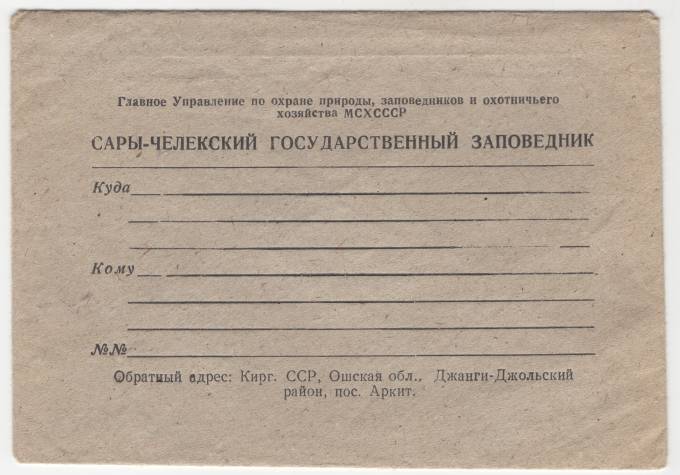 Главное Управление по охране природы, заповедников и охотничьего
хозяйства МСХСССР
САРЫ-ЧЕЛЕКСКИЙ ГОСУДАРСТВЕННЫЙ ЗАПОВЕДНИК
Куда
Кому
№№
Обратный адрес: Кирг. ССР, Ошская обл., Джанги-Джольский
район, пос. Аркит.